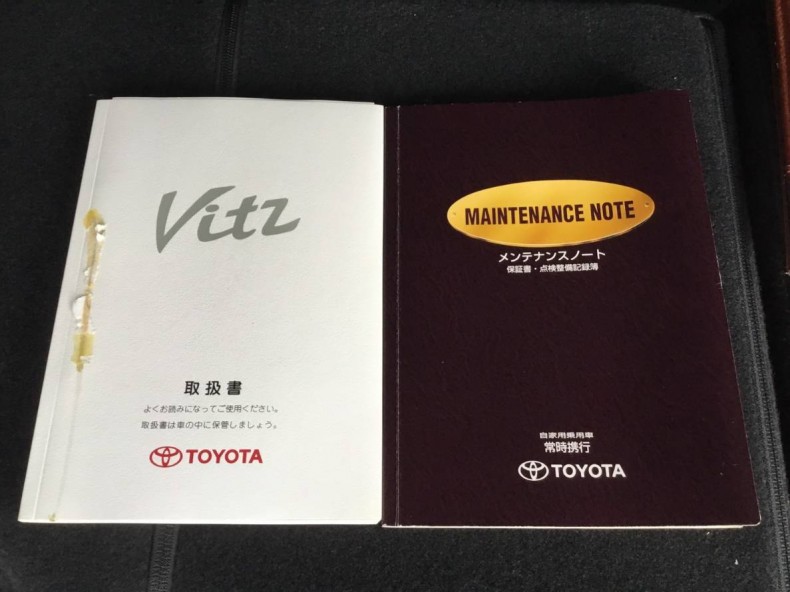 Vitz
取扱書
よくお読みになってご使用ください。
取扱書は車の中に保管しましょう。
TOYOTA
MAINTENANCE NOTE
メンテナンスノート
保証書・点検整備記録簿
自家用乗用車
常時携行
TOYOTA